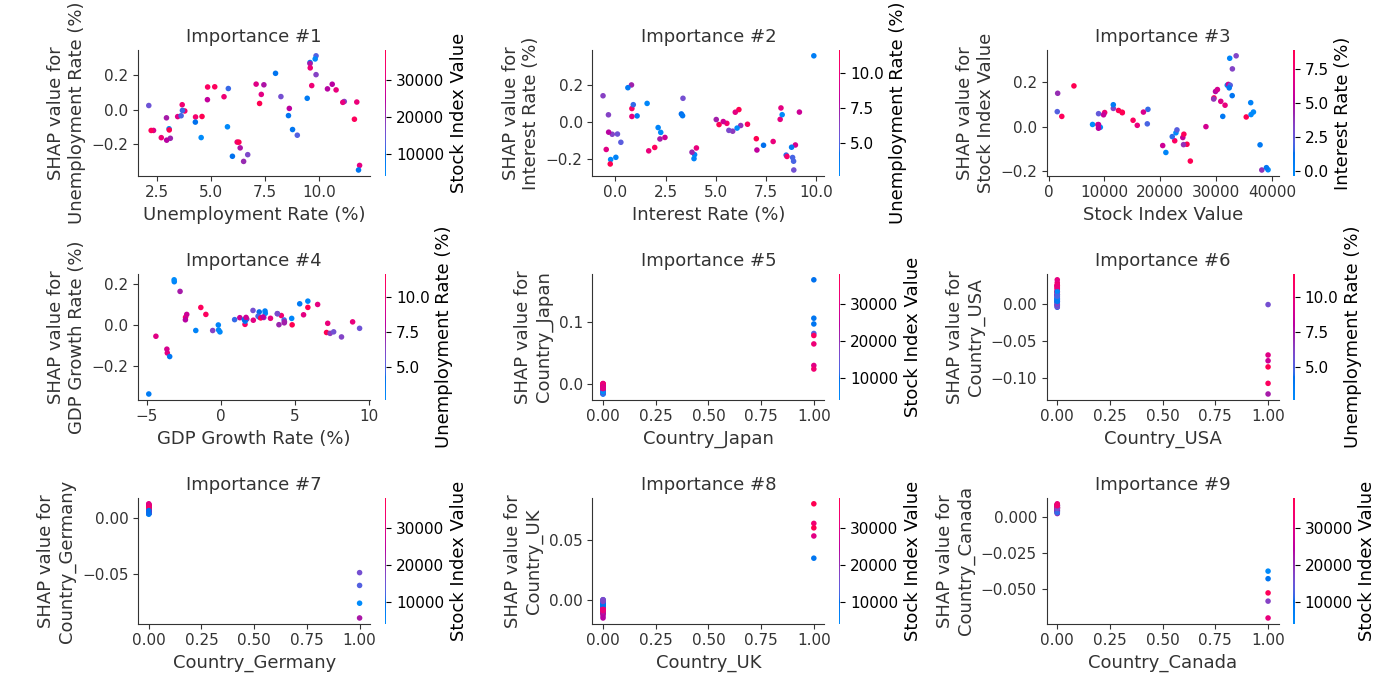 Importance #1
SHAP value for
Unemployment Rate (%)
0.2
0.0
−0.2
2.5
5.0
7.5
10.0
Unemployment Rate (%)
30000
20000
10000
Stock Index Value
Importance #2
SHAP value for
Interest Rate (%)
0.2
0.0
−0.2
0.0
2.5
5.0
7.5
10.0
Interest Rate (%)
10.0
7.5
5.0
Unemployment Rate (%)
Importance #3
SHAP value for
Stock Index Value
0.2
0.0
−0.2
0
10000
20000
30000
40000
Stock Index Value
7.5
5.0
2.5
0.0
Interest Rate (%)
Importance #4
SHAP value for
GDP Growth Rate (%)
0.2
0.0
−0.2
−5
0
5
10
GDP Growth Rate (%)
10.0
7.5
5.0
Unemployment Rate (%)
Importance #5
SHAP value for
Country_Japan
0.1
0.0
0.00
0.25
0.50
0.75
1.00
Country_Japan
30000
20000
10000
Stock Index Value
Importance #6
SHAP value for
Country_USA
0.00
−0.05
−0.10
0.00
0.25
0.50
0.75
1.00
Country_USA
10.0
7.5
5.0
Unemployment Rate (%)
Importance #7
SHAP value for
Country_Germany
0.00
−0.05
0.00
0.25
0.50
0.75
1.00
Country_Germany
30000
20000
10000
Stock Index Value
Importance #8
SHAP value for
Country_UK
0.05
0.00
0.00
0.25
0.50
0.75
1.00
Country_UK
30000
20000
10000
Stock Index Value
Importance #9
SHAP value for
Country_Canada
0.000
−0.025
−0.050
0.00
0.25
0.50
0.75
1.00
Country_Canada
30000
20000
10000
Stock Index Value